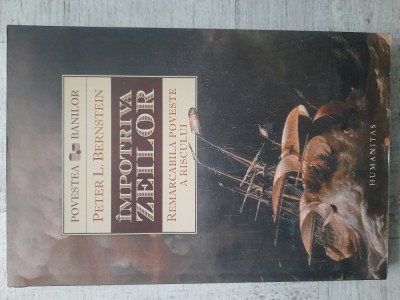 POVESTEA BANILOR
PETER L. BERNSTEIN
ÎMPOTRIVA
ZEILOR
REMARCABILA POVESTE
A RISCULUI
HUMANITAS